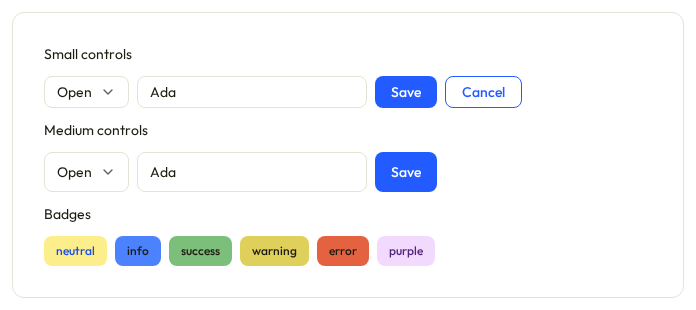 Small controls
Open Ada Save Cancel
Medium controls
Open Ada Save
Badges
neutral info success warning error purple